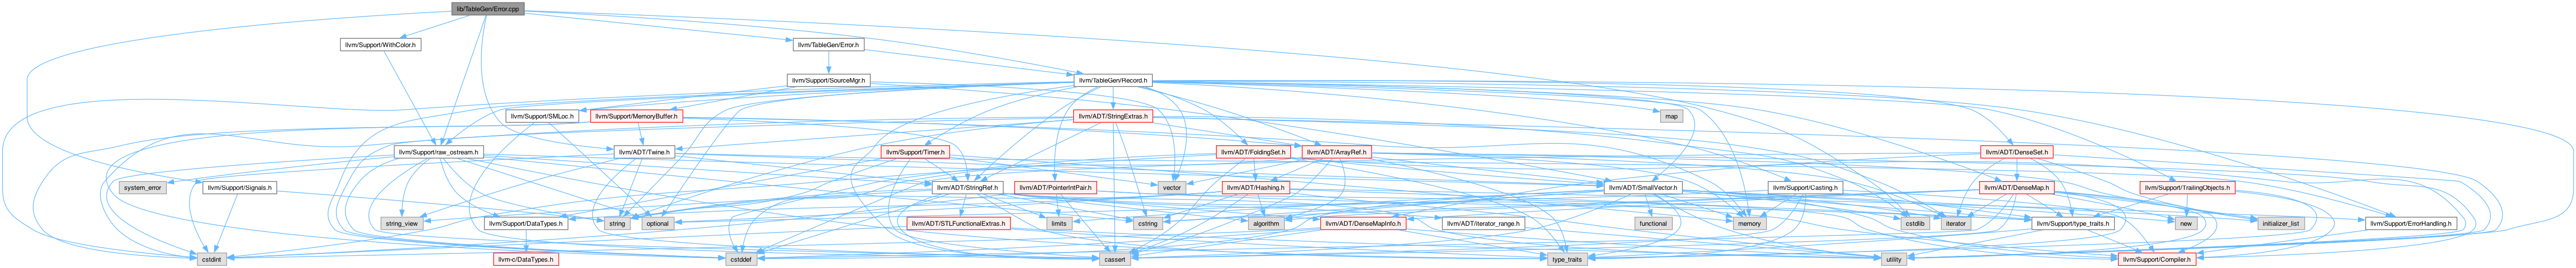 lib/TableGen/Error.cpp
llvm/Support/WithColor.h
llvm/TableGen/Error.h
llvm/Support/SourceMgr.h
llvm/TableGen/Record.h
llvm/Support/SMLoc.h
llvm/Support/MemoryBuffer.h
llvm/ADT/StringExtras.h
map
llvm/Support/raw_ostream.h
llvm/ADT/Twine.h
llvm/Support/Timer.h
llvm/ADT/FoldingSet.h
llvm/ADT/ArrayRef.h
llvm/ADT/DenseSet.h
system_error
llvm/Support/Signals.h
llvm/ADT/StringRef.h
llvm/ADT/PointerIntPair.h
vector
llvm/ADT/Hashing.h
llvm/ADT/SmallVector.h
llvm/Support/Casting.h
llvm/ADT/DenseMap.h
llvm/Support/TrailingObjects.h
string_view
llvm/Support/DataTypes.h
string
optional
llvm/ADT/STLFunctionalExtras.h
limits
cstring
algorithm
llvm/ADT/DenseMapInfo.h
llvm/ADT/iterator_range.h
functional
memory
cstdlib
iterator
llvm/Support/type_traits.h
new
initializer_list
llvm/Support/ErrorHandling.h
cstdint
llvm-c/DataTypes.h
cstddef
cassert
type_traits
utility
llvm/Support/Compiler.h